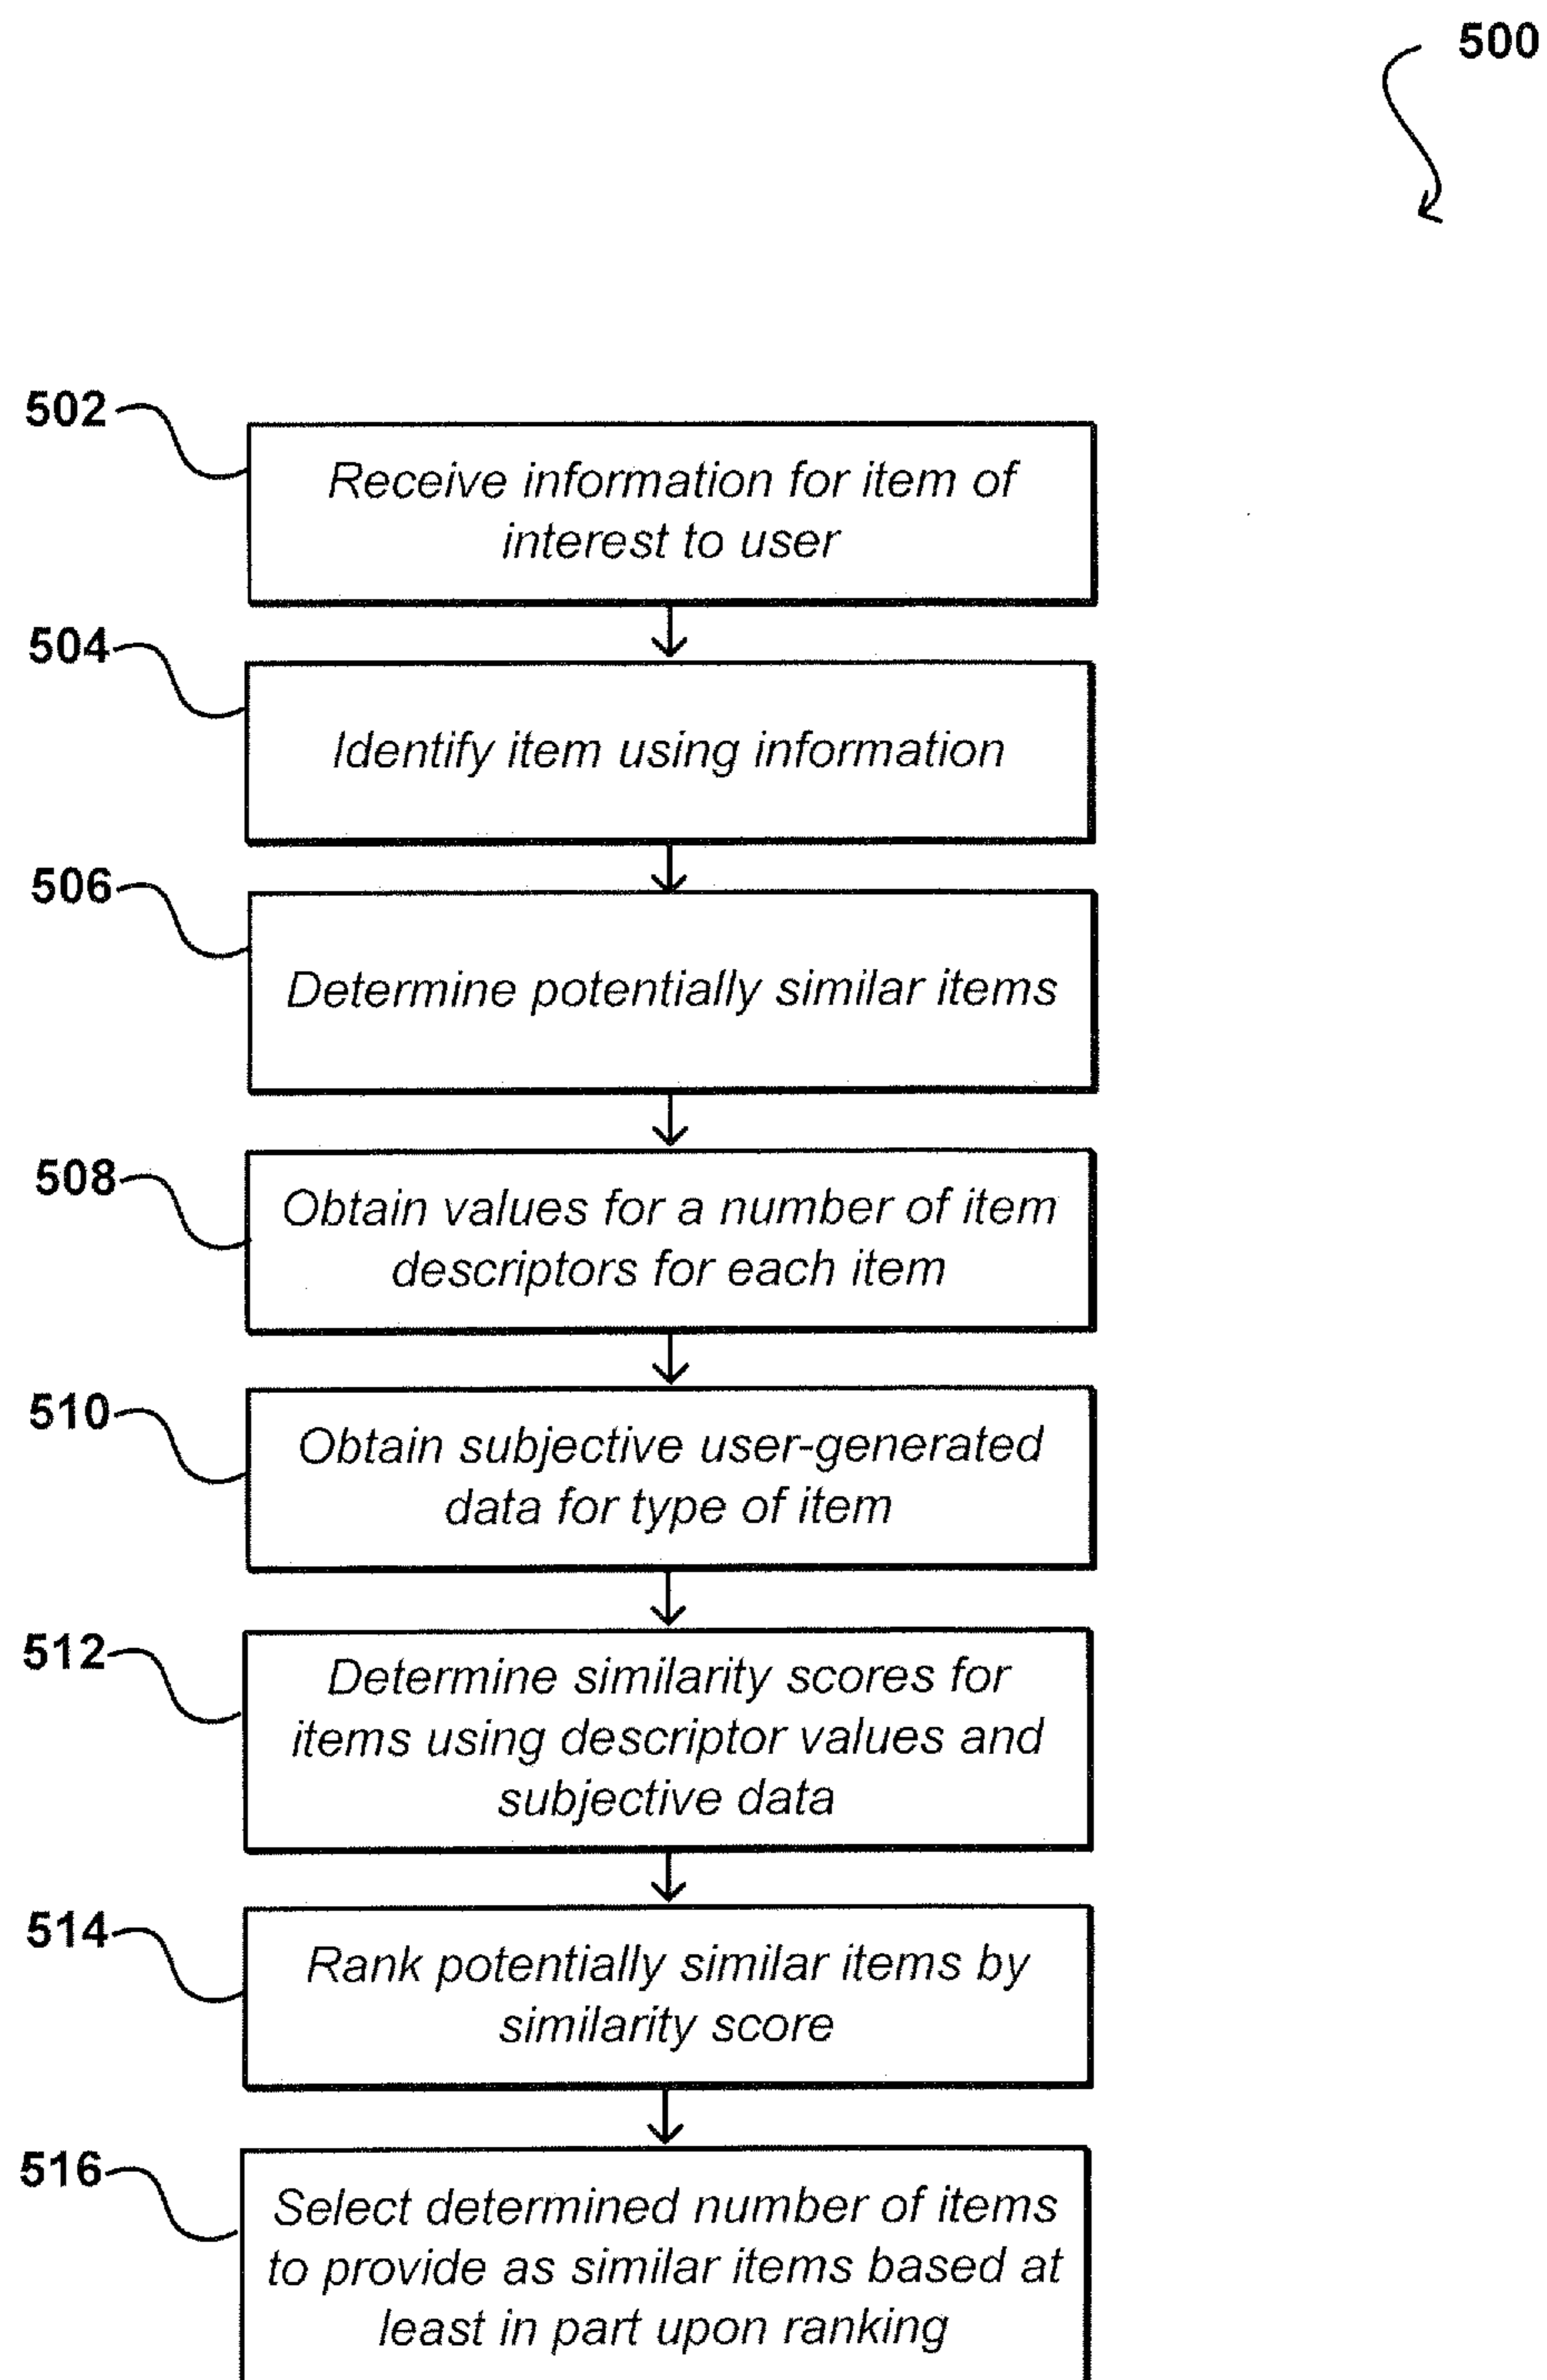 500
502
Receive information for item of
interest to user
504
Identify item using information
506
Determine potentially similar items
508
Obtain values for a number of item
descriptors for each item
510
Obtain subjective user-generated
data for type of item
512
Determine similarity scores for
items using descriptor values and
subjective data
514
Rank potentially similar items by
similarity score
516
Select determined number of items
to provide as similar items based at
least in part upon ranking